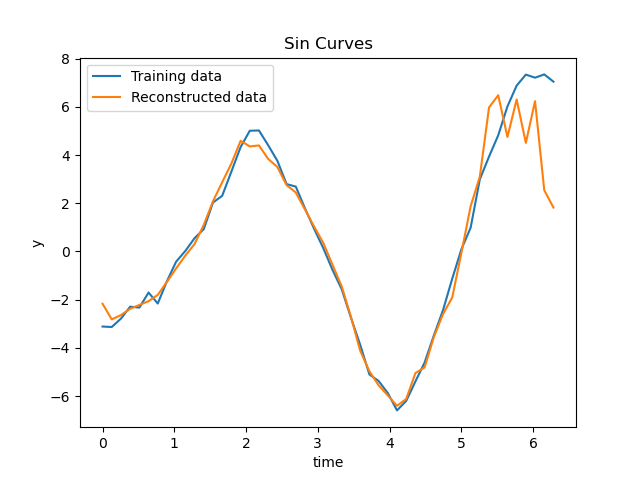 Sin Curves
Training data
Reconstructed data
8
6
4
2
0
−2
−4
−6
y
0 1 2 3 4 5 6
time